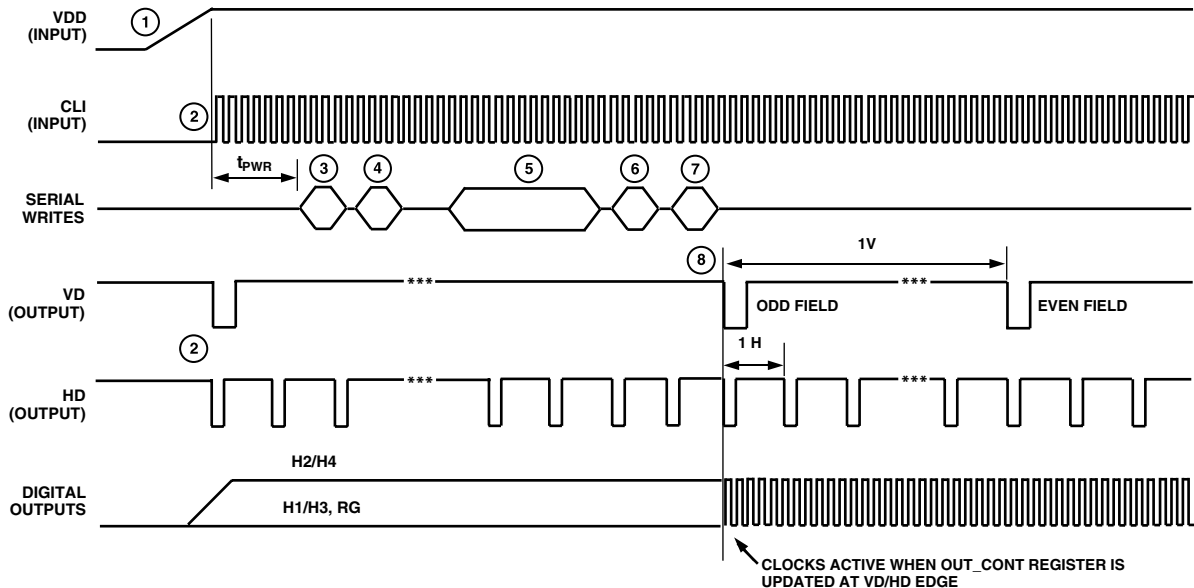 VDD
(INPUT)
1
CLI
(INPUT)
2
tPWR
3
4
5
6
7
SERIAL
WRITES
8
1V
VD
(OUTPUT)
***
ODD FIELD
***
EVEN FIELD
2
1 H
HD
(OUTPUT)
***
***
H2/H4
DIGITAL
OUTPUTS
H1/H3, RG
CLOCKS ACTIVE WHEN OUT_CONT REGISTER IS
UPDATED AT VD/HD EDGE